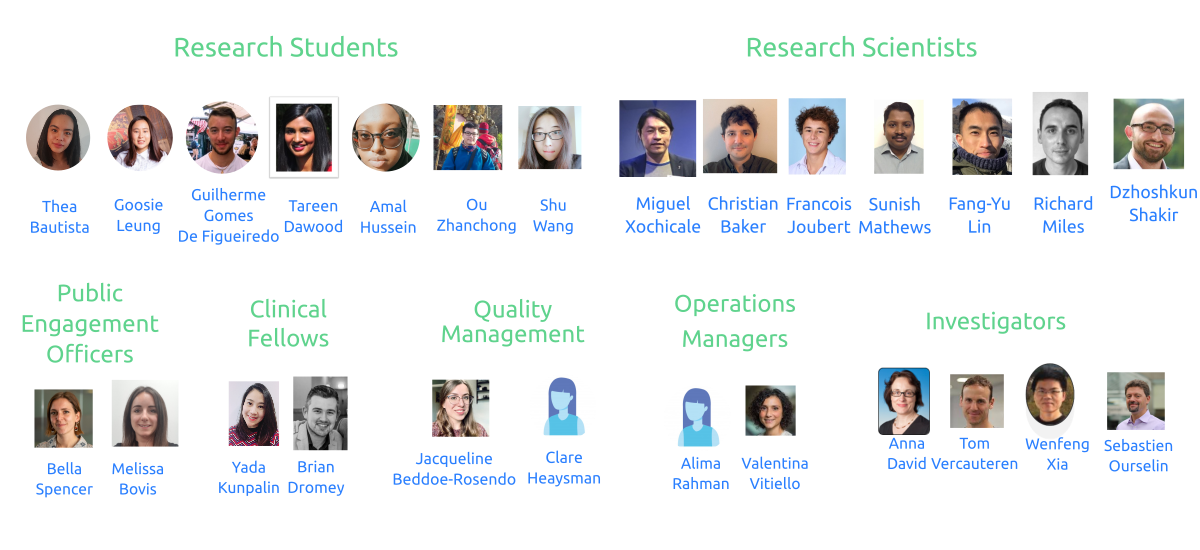 Research Students
Research Scientists
Thea
Bautista
Goosie
Leung
Guilherme
Gomes
De Figueiredo
Tareen
Dawood
Amal
Hussein
Ou
Zhanchong
Shu
Wang
Miguel
Xochicale
Christian
Baker
Francois
Joubert
Sunish
Mathews
Fang-Yu
Lin
Richard
Miles
Dzhoshkun
Shakir
Public
Engagement
Officers
Clinical
Fellows
Quality
Management
Operations
Managers
Investigators
Bella
Spencer
Melissa
Bovis
Yada
Kunpalin
Brian
Dromey
Jacqueline
Beddoe-Rosendo
Clare
Heaysman
Alima
Rahman
Valentina
Vitiello
Anna
David
Tom
Vercauteren
Wenfeng
Xia
Sebastien
Ourselin